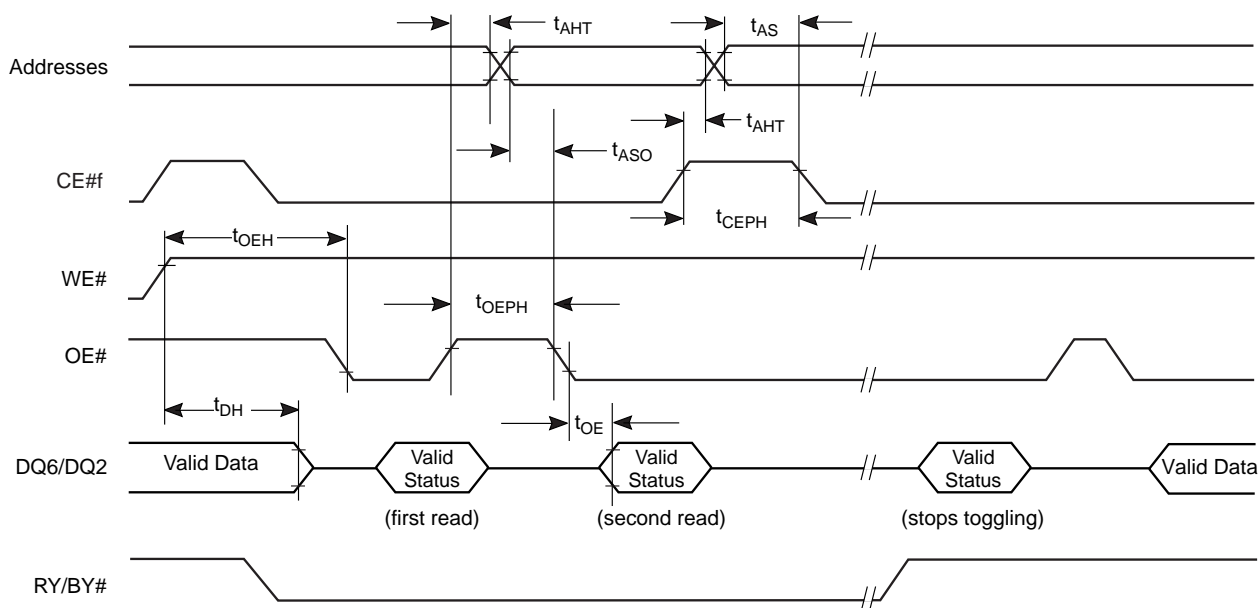 tAHT
tAS
Addresses
tAHT
tASO
CE#f
tCEPH
tOEH
WE#
tOEPH
OE#
tDH
tOE
DQ6/DQ2
Valid Data
Valid
Status
Valid
Status
Valid
Status
Valid Data
(first read)
(second read)
(stops toggling)
RY/BY#